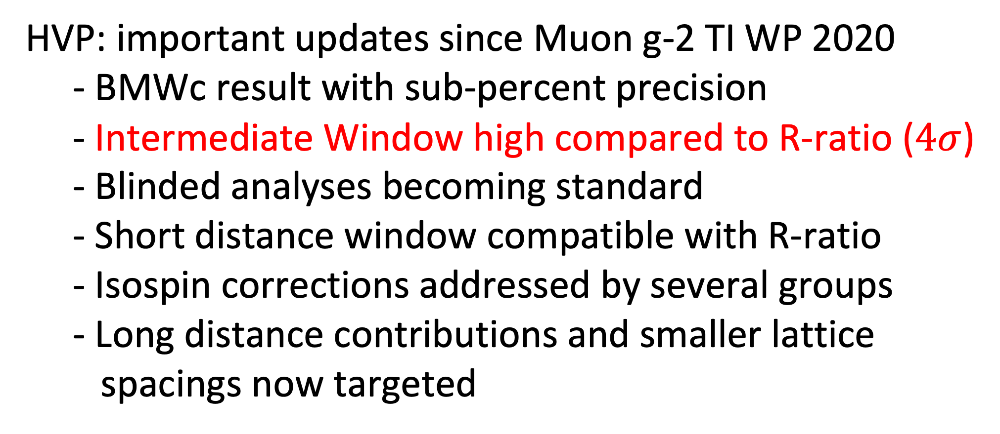 HVP: important updates since Muon g-2 TI WP 2020
- BMWc result with sub-percent precision
- Intermediate Window high compared to R-ratio (4σ)
- Blinded analyses becoming standard
- Short distance window compatible with R-ratio
- Isospin corrections addressed by several groups
- Long distance contributions and smaller lattice
spacings now targeted